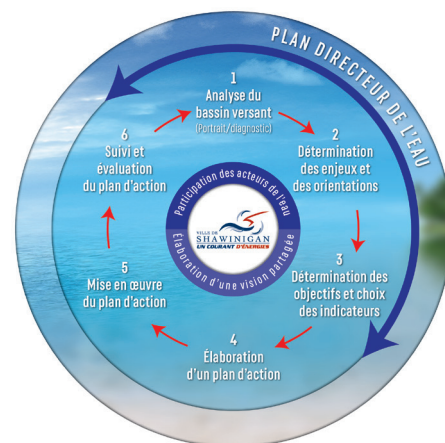 PLAN DIRECTEUR DE L'EAU
1
Analyse du
bassin versant
(Portrait/diagnostic)
2
Détermination
des enjeux et
des orientations
3
Détermination des
objectifs et choix
des indicateurs
4
Élaboration
d'un plan d'action
5
Mise en œuvre
du plan d'action
6
Suivi et
évaluation
du plan d'action
Participation des acteurs de l'eau
VILLE DE
SHAWINIGAN
UN COURANT D'ÉNERGIES
Élaboration d'une vision partagée